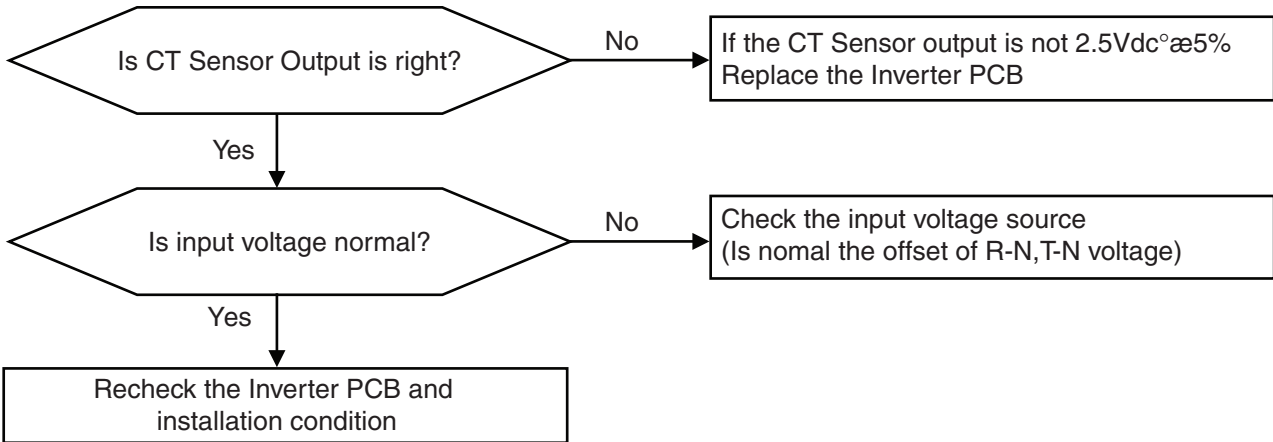 Is CT Sensor Output is right?
No
If the CT Sensor output is not 2.5Vdc°æ5%
Replace the Inverter PCB
Yes
Is input voltage normal?
No
Check the input voltage source
(Is nomal the offset of R-N,T-N voltage)
Yes
Recheck the Inverter PCB and
installation condition